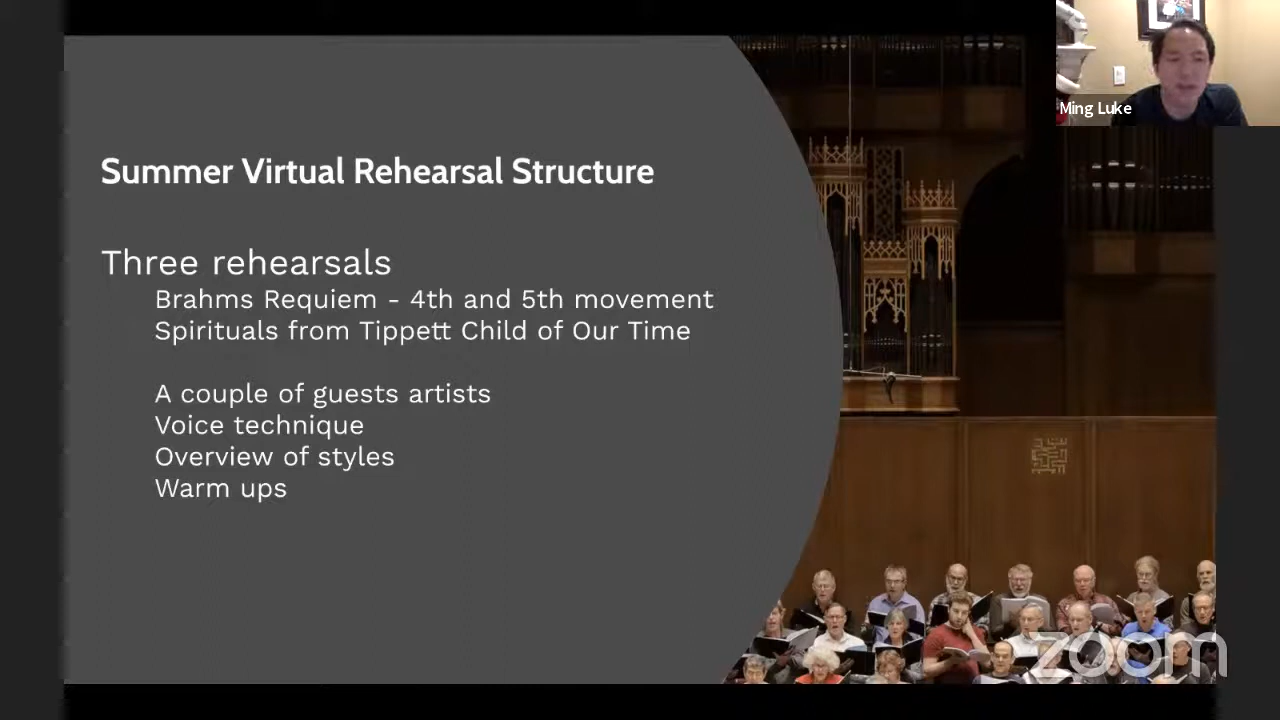 Ming Luke
Summer Virtual Rehearsal Structure
Three rehearsals
Brahms Requiem - 4th and 5th movement
Spirituals from Tippett Child of Our Time
A couple of guests artists
Voice technique
Overview of styles
Warm ups
zoom